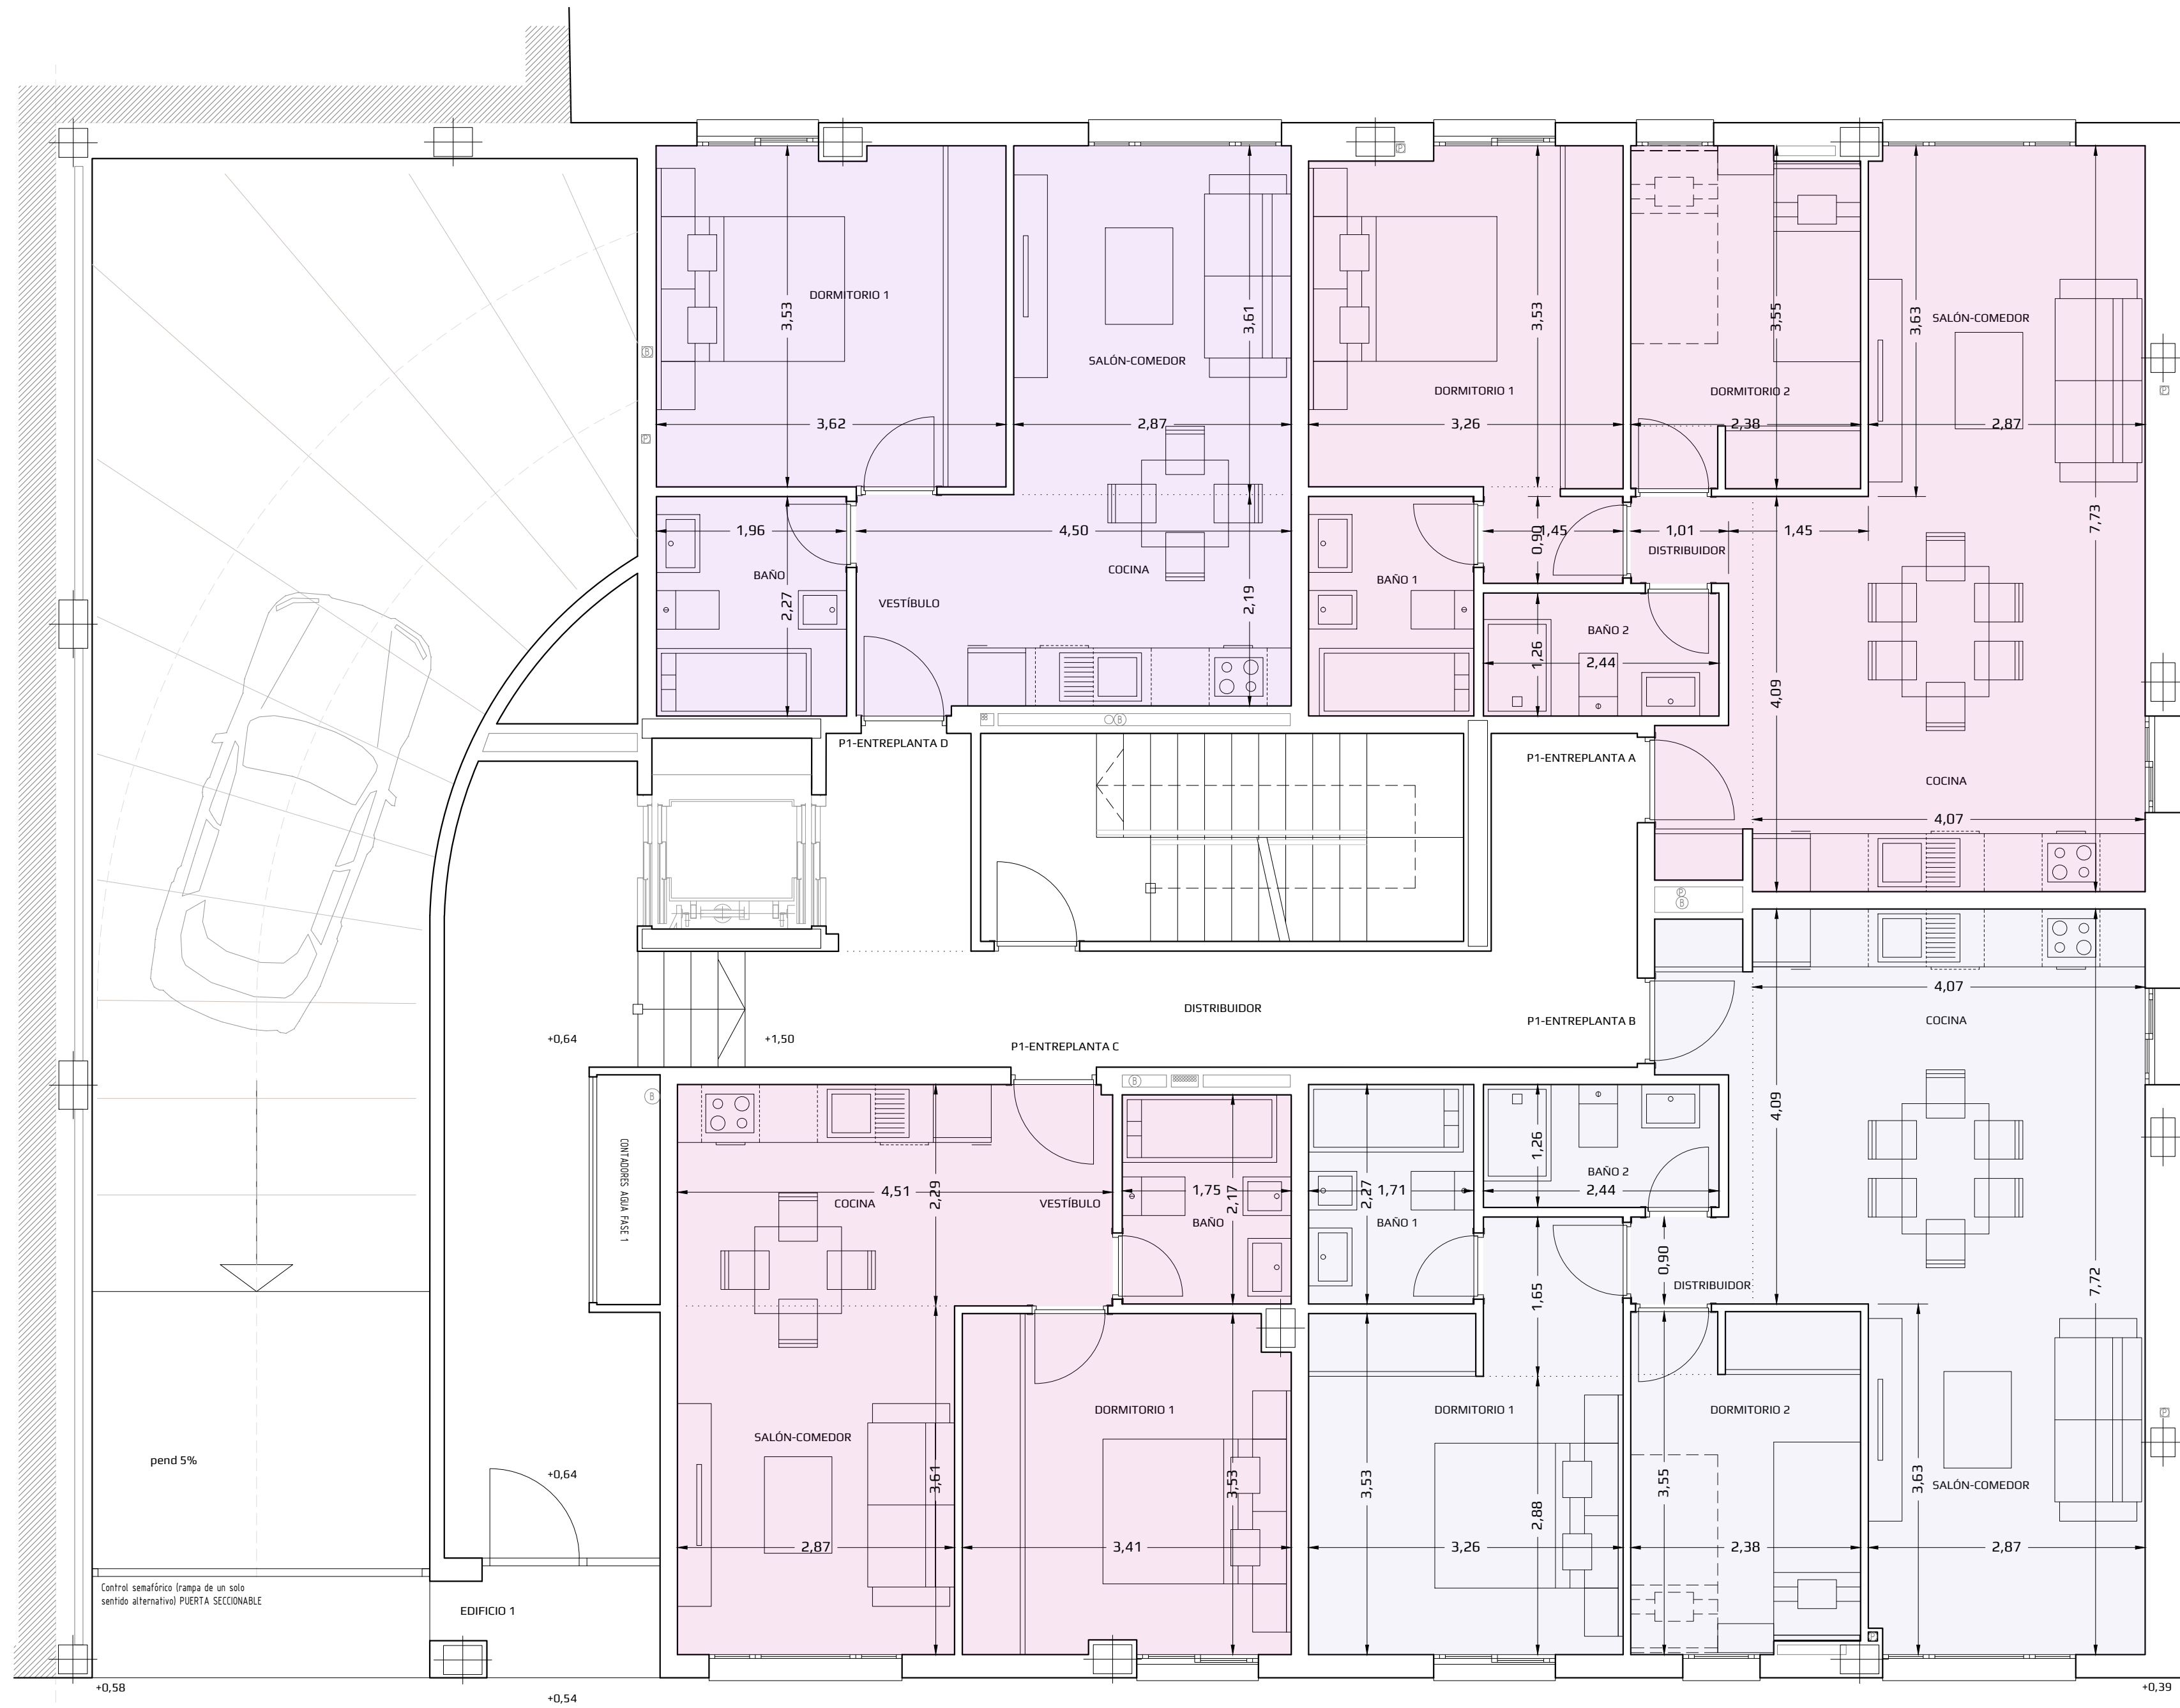 DORMITORIO 1
3,53
3,62
SALÓN-COMEDOR
3,61
2,87
DORMITORIO 1
3,53
3,26
DORMITORIO 2
3,55
2,38
SALÓN-COMEDOR
3,63
2,87
7,73
B
P
P
P
1,96
BAÑO
2,27
4,50
COCINA
VESTÍBULO
2,19
BAÑO 1
1,45
0,90
1,01
1,45
DISTRIBUIDOR
BAÑO 2
1,26
2,44
4,09
COCINA
4,07
B
P1-ENTREPLANTA D
P1-ENTREPLANTA A
P
B
4,07
COCINA
DISTRIBUIDOR
P1-ENTREPLANTA B
P1-ENTREPLANTA C
+0,64
+1,50
B
B
CONTADORES AGUA FASE 1
4,51
2,29
COCINA
VESTÍBULO
1,75
2,17
BAÑO
2,27
1,71
BAÑO 1
1,26
BAÑO 2
2,44
4,09
0,90
DISTRIBUIDOR
1,65
7,72
SALÓN-COMEDOR
3,61
2,87
DORMITORIO 1
3,53
3,41
DORMITORIO 1
3,53
2,88
3,26
DORMITORIO 2
3,55
2,38
SALÓN-COMEDOR
3,63
2,87
P
P
pend 5%
+0,64
Control semafórico (rampa de un solo
sentido alternativo) PUERTA SECCIONABLE
EDIFICIO 1
+0,58
+0,54
+0,39